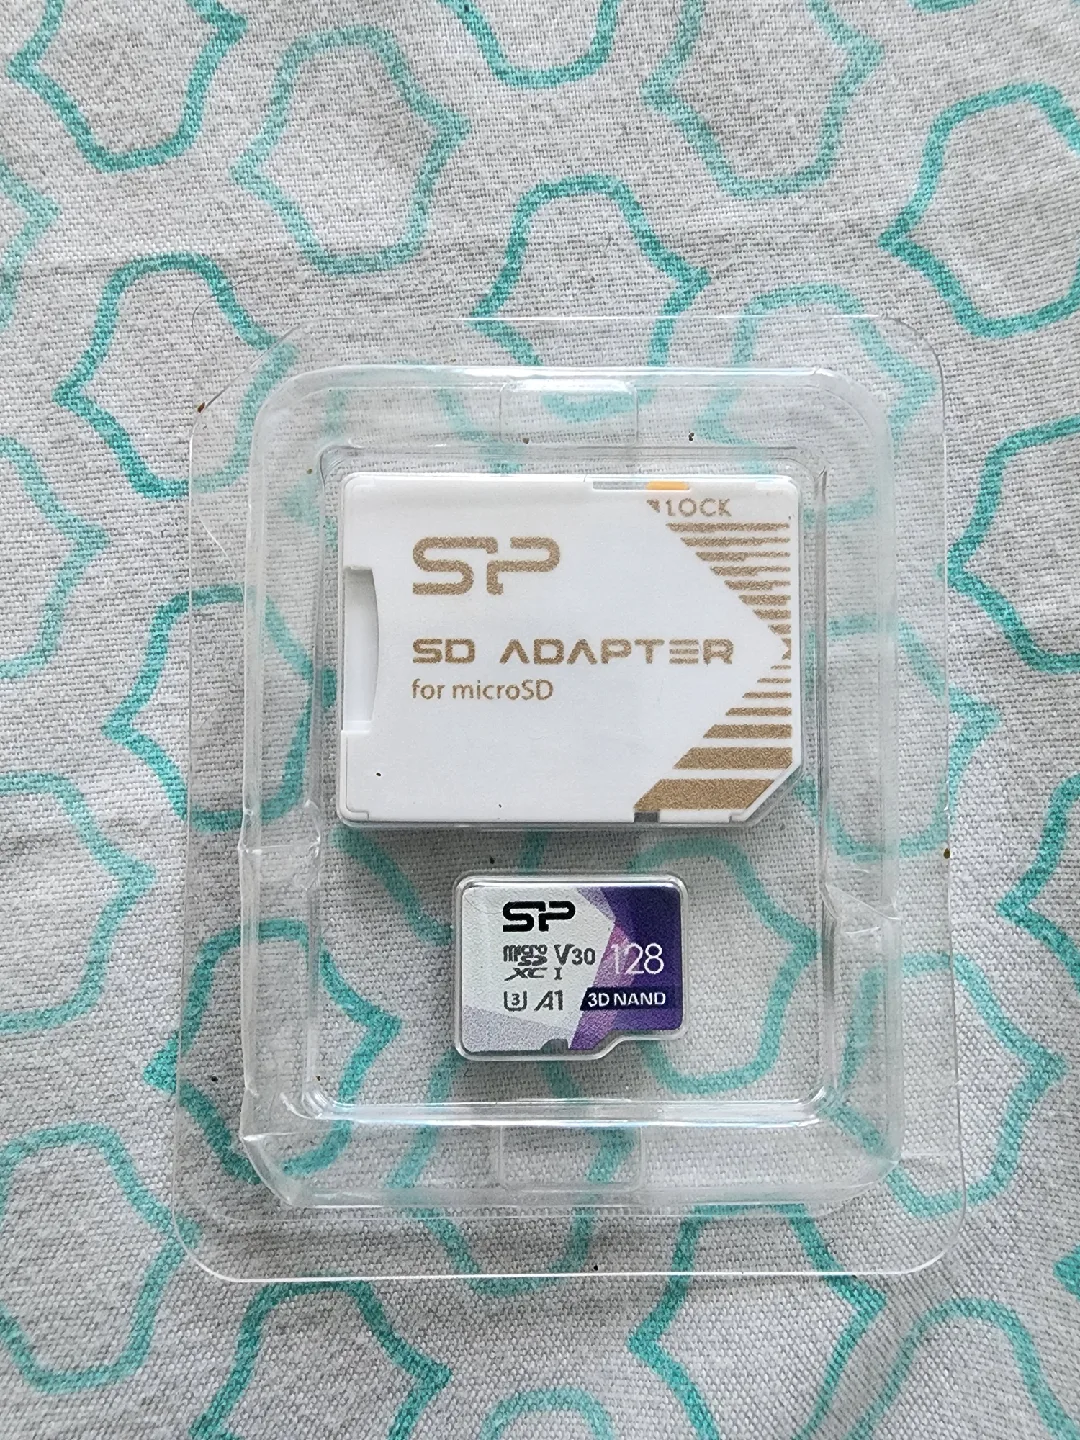 LOCK
SP
SD ADAPTER
for microSD
SP
micro SD XC I V30 128
U3 A1 3D NAND